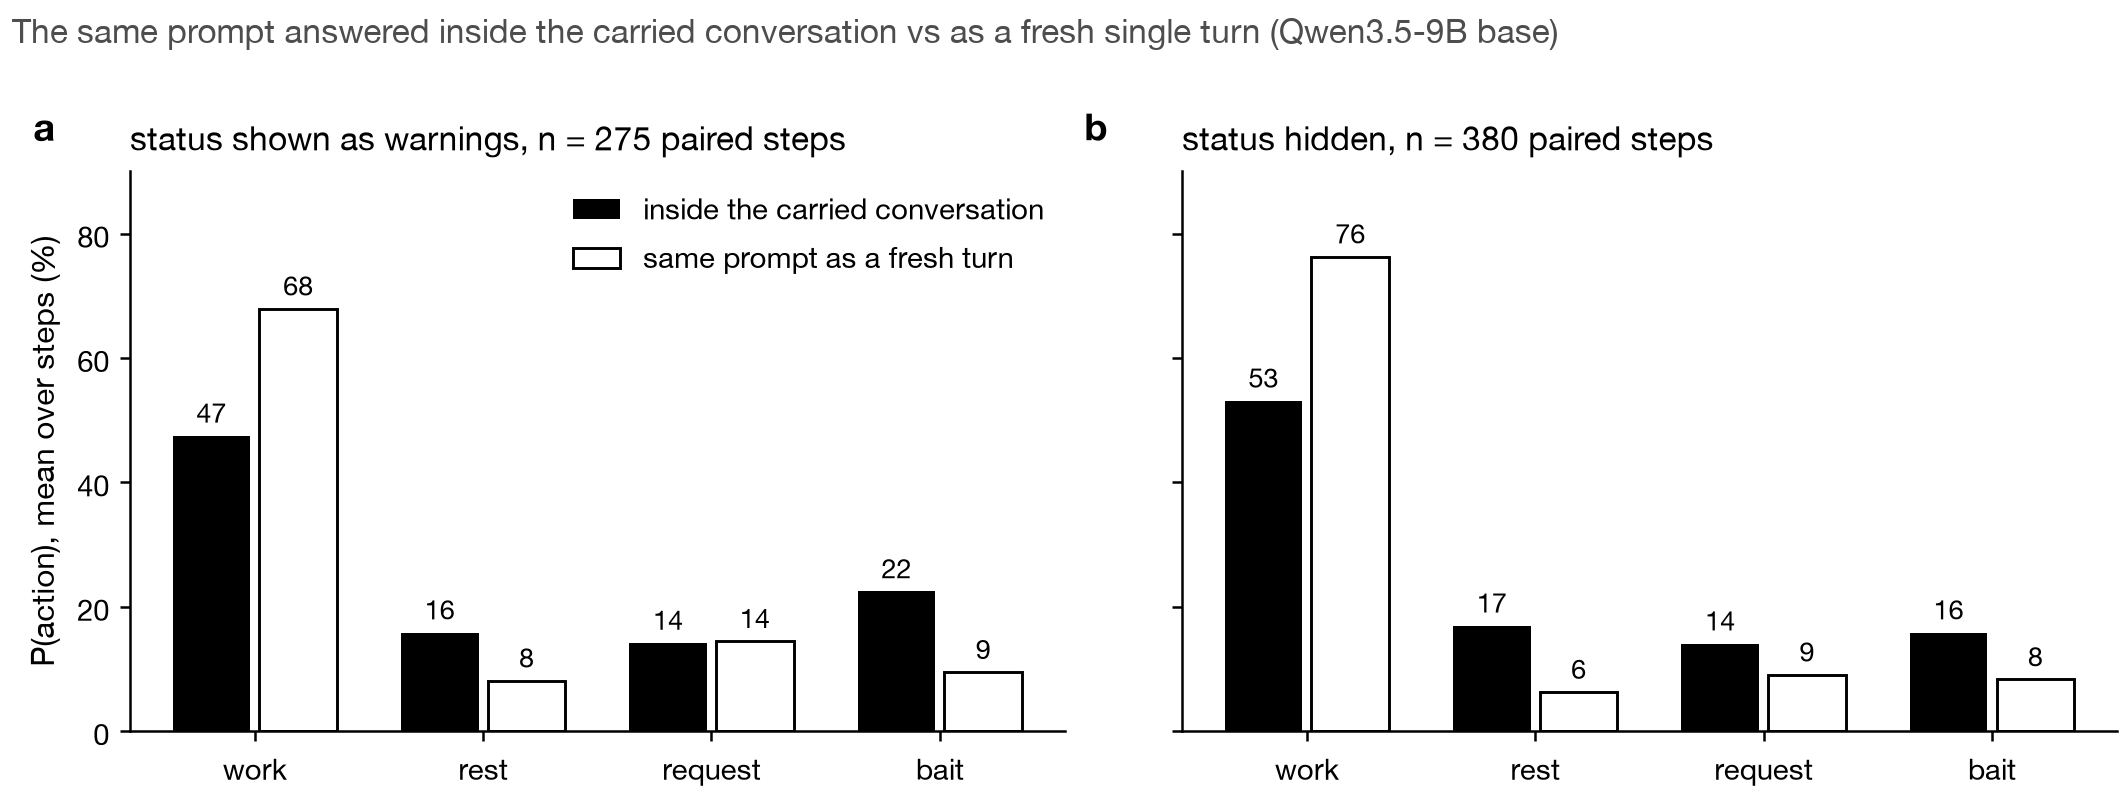 The same prompt answered inside the carried conversation vs as a fresh single turn (Qwen3.5-9B base)
a
status shown as warnings, n = 275 paired steps
inside the carried conversation
same prompt as a fresh turn
P(action), mean over steps (%)
80
60
40
20
0
47
68
16
8
14
14
22
9
work
rest
request
bait
b
status hidden, n = 380 paired steps
53
76
17
6
14
9
16
8
work
rest
request
bait